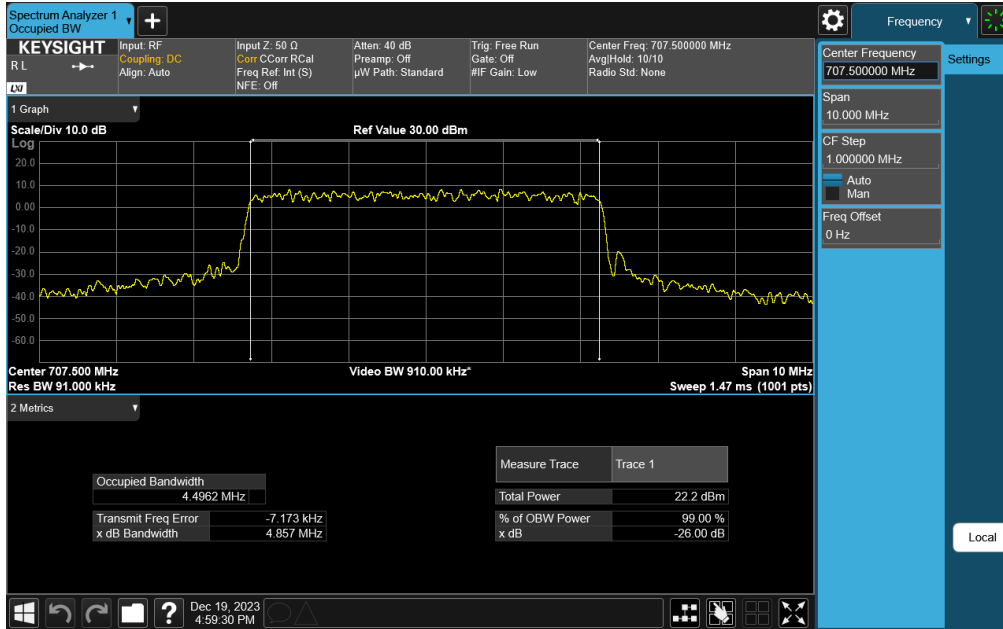 Spectrum Analyzer 1
Occupied BW
Frequency
KEYSIGHT
R L
LXI
Input: RF
Coupling: DC
Align: Auto
Input Z: 50 Ω
Corr CCorr RCal
Freq Ref: Int (S)
NFE: Off
Atten: 40 dB
Preamp: Off
µW Path: Standard
Trig: Free Run
Gate: Off
#IF Gain: Low
Center Freq: 707.500000 MHz
Avg|Hold: 10/10
Radio Std: None
Center Frequency
707.500000 MHz
Settings
Span
10.000 MHz
CF Step
1.000000 MHz
Auto
Man
Freq Offset
0 Hz
Local
1 Graph
Scale/Div 10.0 dB
Ref Value 30.00 dBm
Log
20.0
10.0
0.00
-10.0
-20.0
-30.0
-40.0
-50.0
-60.0
Center 707.500 MHz
Video BW 910.00 kHz*
Span 10 MHz
Res BW 91.000 kHz
Sweep 1.47 ms (1001 pts)
2 Metrics
Measure Trace Trace 1
Occupied Bandwidth
4.4962 MHz
Total Power 22.2 dBm
Transmit Freq Error -7.173 kHz
% of OBW Power 99.00 %
x dB Bandwidth 4.857 MHz
x dB -26.00 dB
?
Dec 19, 2023
4:59:30 PM